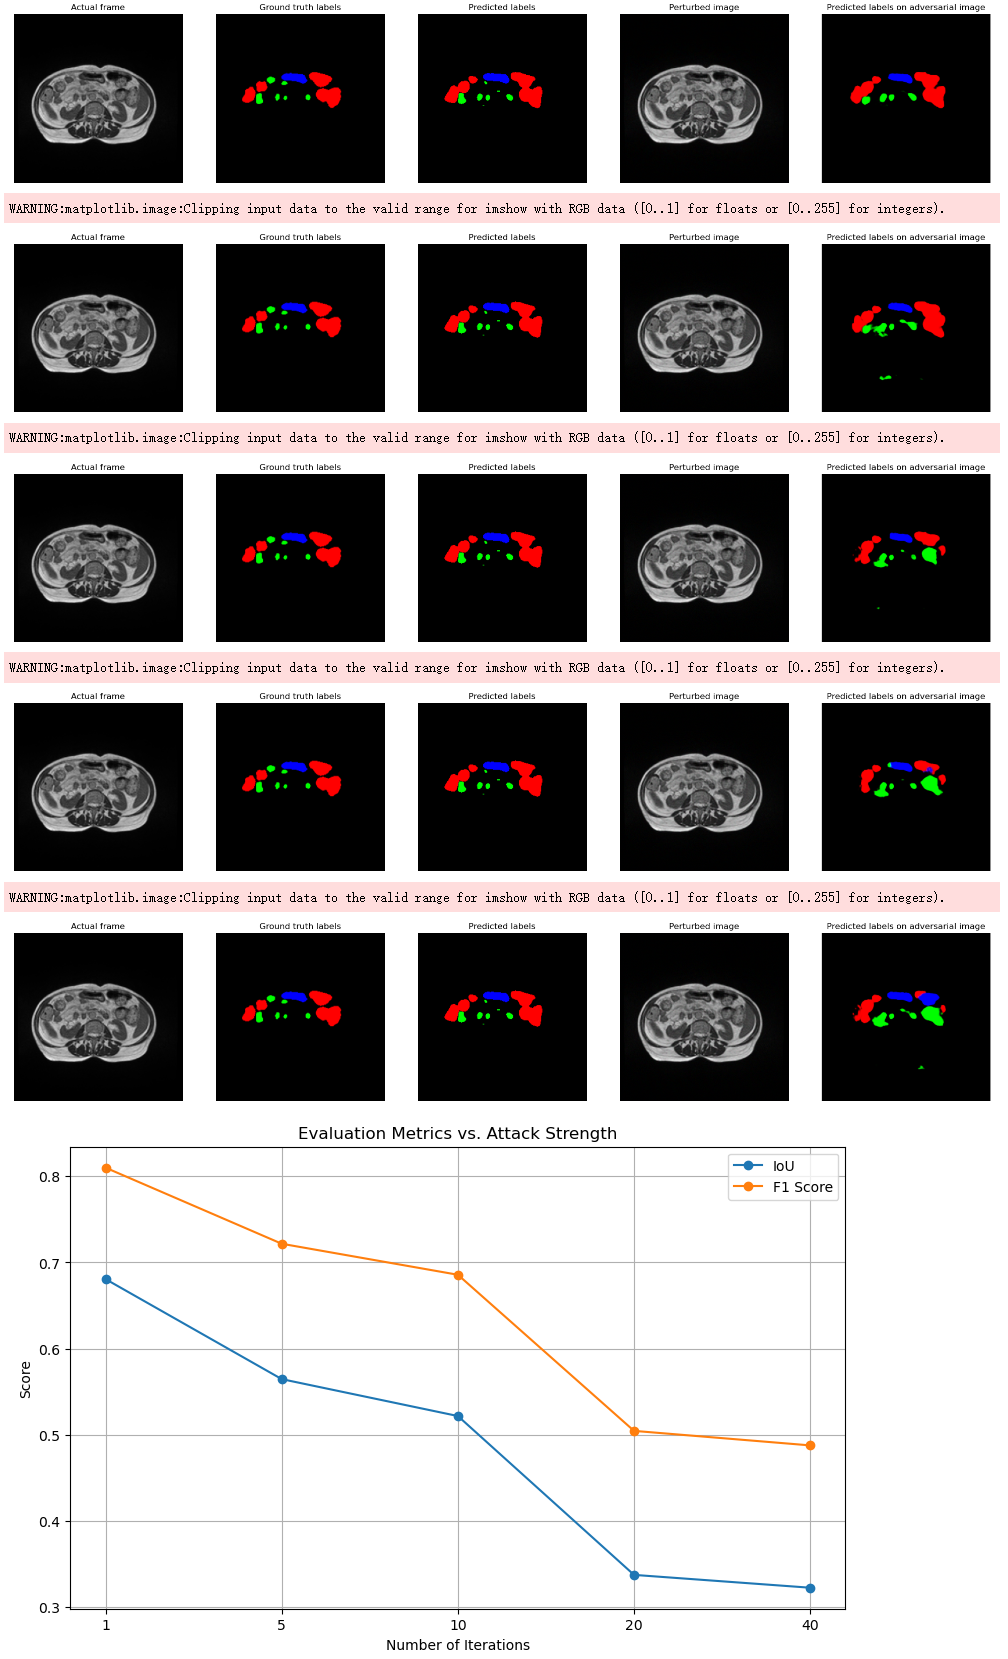 Actual frame Ground truth labels Predicted labels Perturbed image Predicted labels on adversarial image
WARNING:matplotlib.image:Clipping input data to the valid range for imshow with RGB data ([0..1] for floats or [0..255] for integers).
Actual frame Ground truth labels Predicted labels Perturbed image Predicted labels on adversarial image
WARNING:matplotlib.image:Clipping input data to the valid range for imshow with RGB data ([0..1] for floats or [0..255] for integers).
Actual frame Ground truth labels Predicted labels Perturbed image Predicted labels on adversarial image
WARNING:matplotlib.image:Clipping input data to the valid range for imshow with RGB data ([0..1] for floats or [0..255] for integers).
Actual frame Ground truth labels Predicted labels Perturbed image Predicted labels on adversarial image
WARNING:matplotlib.image:Clipping input data to the valid range for imshow with RGB data ([0..1] for floats or [0..255] for integers).
Actual frame Ground truth labels Predicted labels Perturbed image Predicted labels on adversarial image
Evaluation Metrics vs. Attack Strength
IoU
F1 Score
0.8
0.7
0.6
0.5
0.4
0.3
Score
1 5 10 20 40
Number of Iterations